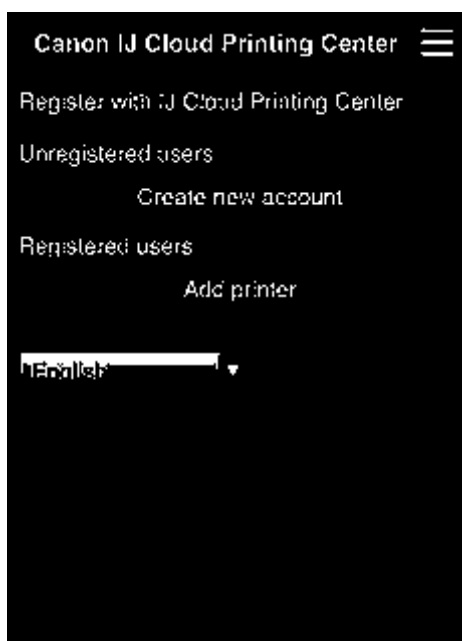 Canon IJ Cloud Printing Center
Register with IJ Cloud Printing Center
Unregistered users
Create new account
Registered users
Add printer
English